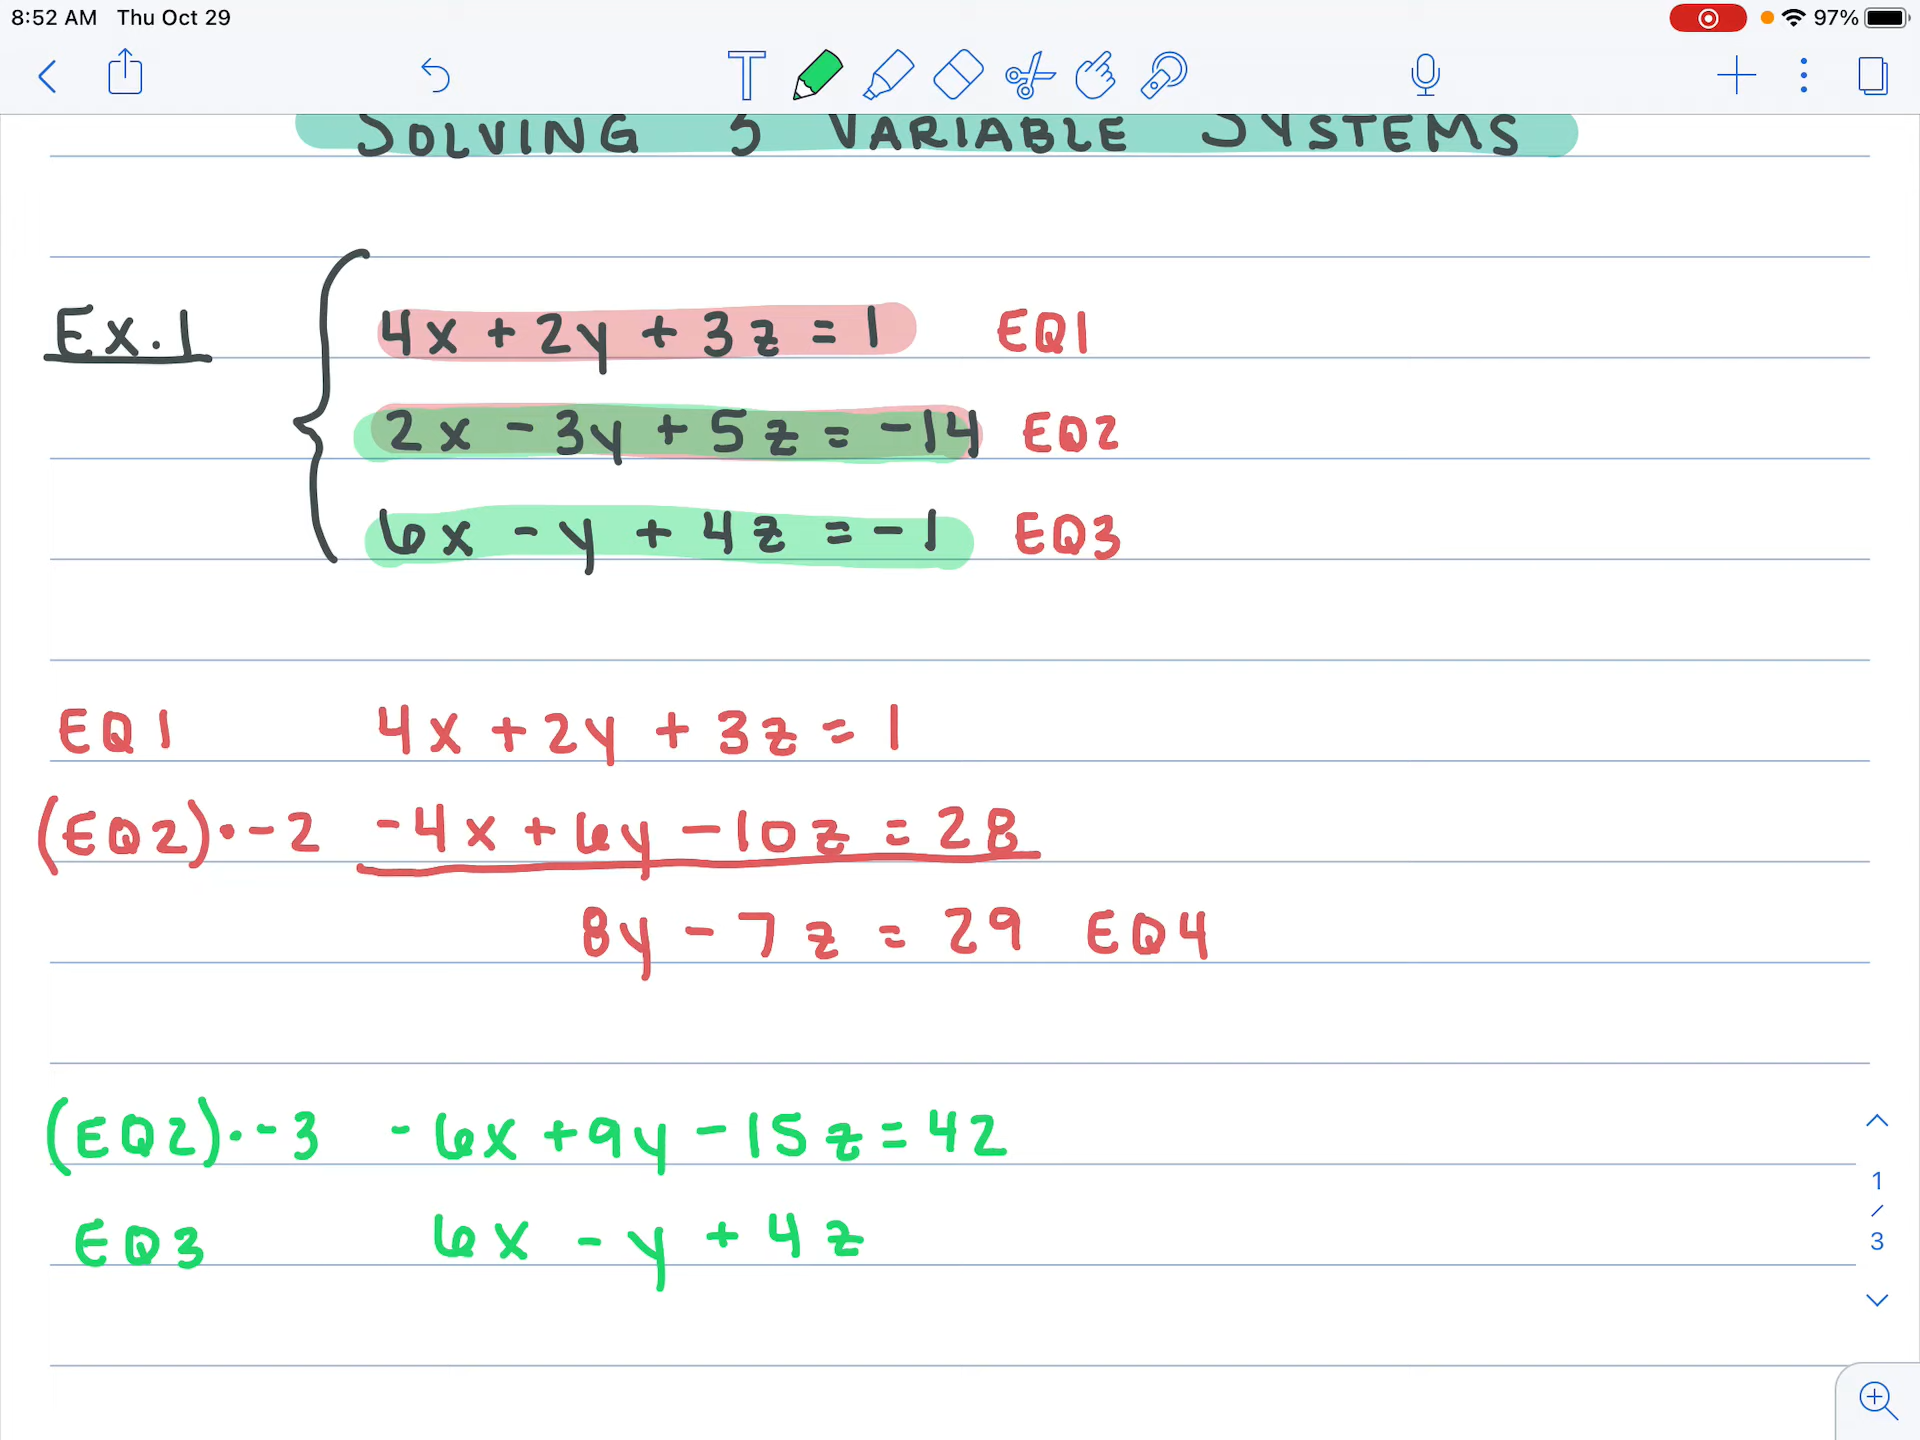 8:52 AM Thu Oct 29 97%
SOLVING 3 VARIABLE SYSTEMS
Ex. 1
4x + 2y + 3z = 1 EQ1
2x - 3y + 5z = -14 EQ2
6x - y + 4z = -1 EQ3
EQ1 4x + 2y + 3z = 1
(EQ2)·-2 -4x + 6y - 10z = 28
8y - 7z = 29 EQ4
(EQ2)·-3 -6x + 9y - 15z = 42
EQ3 6x - y + 4z
1
/
3